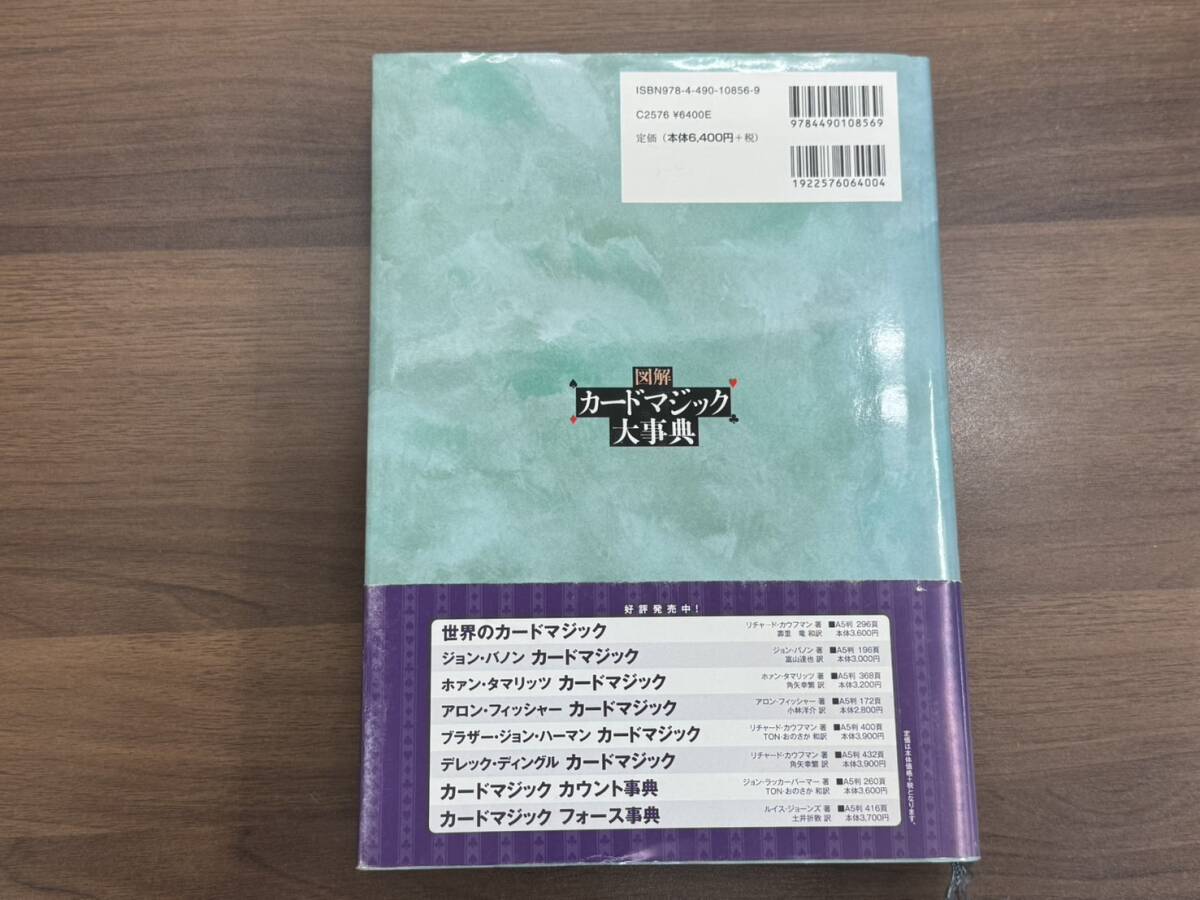 ISBN978-4-490-10856-9
C2576 ¥6400E
定価（本体6,400円＋税）
9784490108569
1922576064004
図解
カードマジック
大事典
好評発売中！
世界のカードマジック
リチャード・カウフマン 著 ■A5判 296頁
壽里 竜 和訳 本体3,600円
ジョン・バノン カードマジック
ジョン・バノン 著 ■A5判 196頁
富山達也 訳 本体3,000円
ホァン・タマリッツ カードマジック
ホァン・タマリッツ 著 ■A5判 368頁
角矢幸繁 訳 本体3,200円
アロン・フィッシャー カードマジック
アロン・フィッシャー 著 ■A5判 172頁
小林洋介 訳 本体2,800円
ブラザー・ジョン・ハーマン カードマジック
リチャード・カウフマン 著 ■A5判 400頁
TON・おのさか 和訳 本体3,900円
デレック・ディングル カードマジック
リチャード・カウフマン 著 ■A5判 432頁
角矢幸繁 訳 本体3,900円
カードマジック カウント事典
ジョン・ラッカーバーマー 著 ■A5判 260頁
TON・おのさか 和訳 本体3,600円
カードマジック フォース事典
ルイス・ジョーンズ 著 ■A5判 416頁
土井折敦 訳 本体3,700円
定価は本体価格＋税となります。